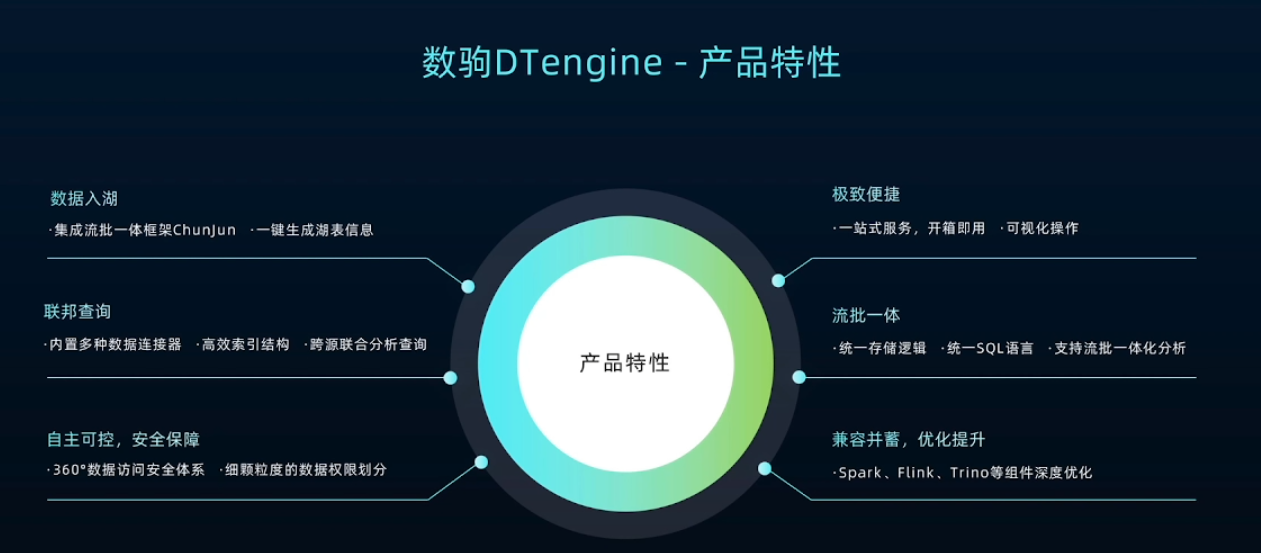 数驹DTengine - 产品特性
数据入湖
·集成流批一体框架ChunJun ·一键生成湖表信息
联邦查询
·内置多种数据连接器 ·高效索引结构 ·跨源联合分析查询
自主可控，安全保障
·360°数据访问安全体系 ·细颗粒度的数据权限划分
产品特性
极致便捷
·一站式服务，开箱即用 ·可视化操作
流批一体
·统一存储逻辑 ·统一SQL语言 ·支持流批一体化分析
兼容并蓄，优化提升
·Spark、Flink、Trino等组件深度优化